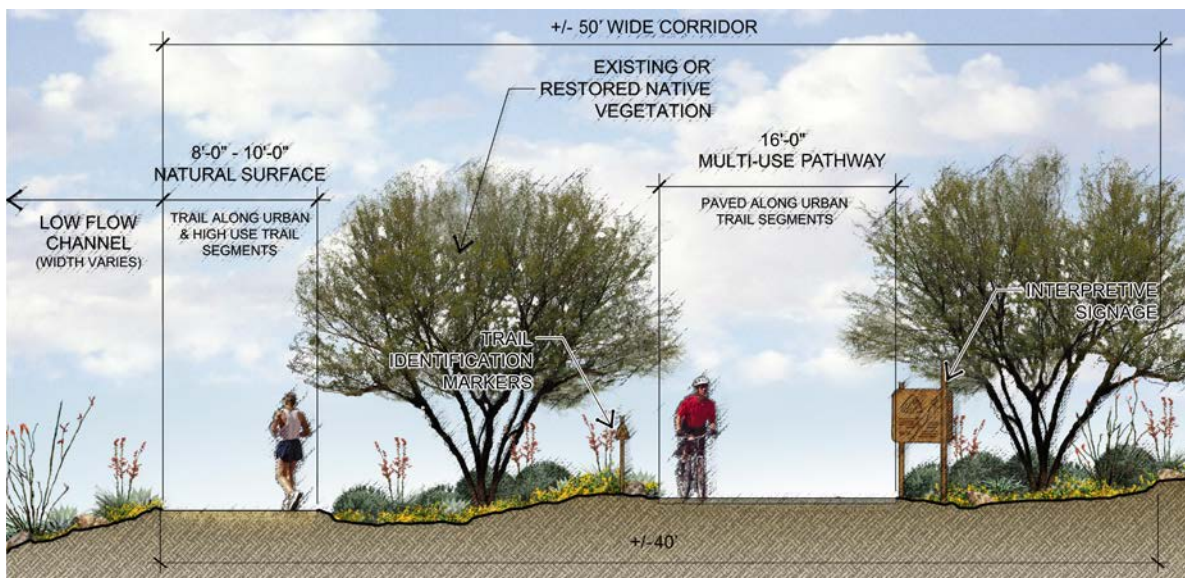 +/- 50' WIDE CORRIDOR
EXISTING OR
RESTORED NATIVE
VEGETATION
8'-0" - 10'-0"
NATURAL SURFACE
16'-0"
MULTI-USE PATHWAY
LOW FLOW
CHANNEL
(WIDTH VARIES)
TRAIL ALONG URBAN
& HIGH USE TRAIL
SEGMENTS
PAVED ALONG URBAN
TRAIL SEGMENTS
INTERPRETIVE
SIGNAGE
TRAIL
IDENTIFICATION
MARKERS
+/-40'